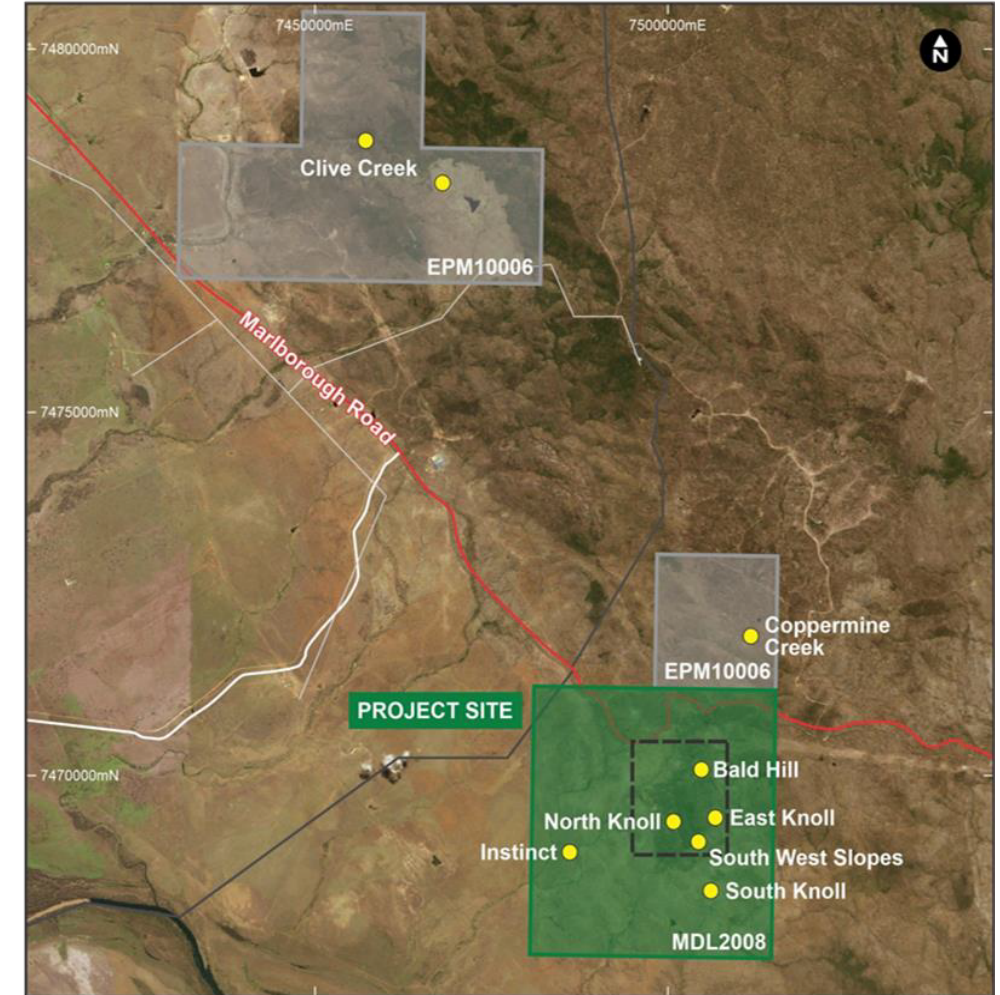 7450000mE
7500000mE
7480000mN
N
Clive Creek
EPM10006
Marlborough Road
7475000mN
Coppermine
Creek
EPM10006
PROJECT SITE
7470000mN
Bald Hill
North Knoll
East Knoll
Instinct
South West Slopes
South Knoll
MDL2008